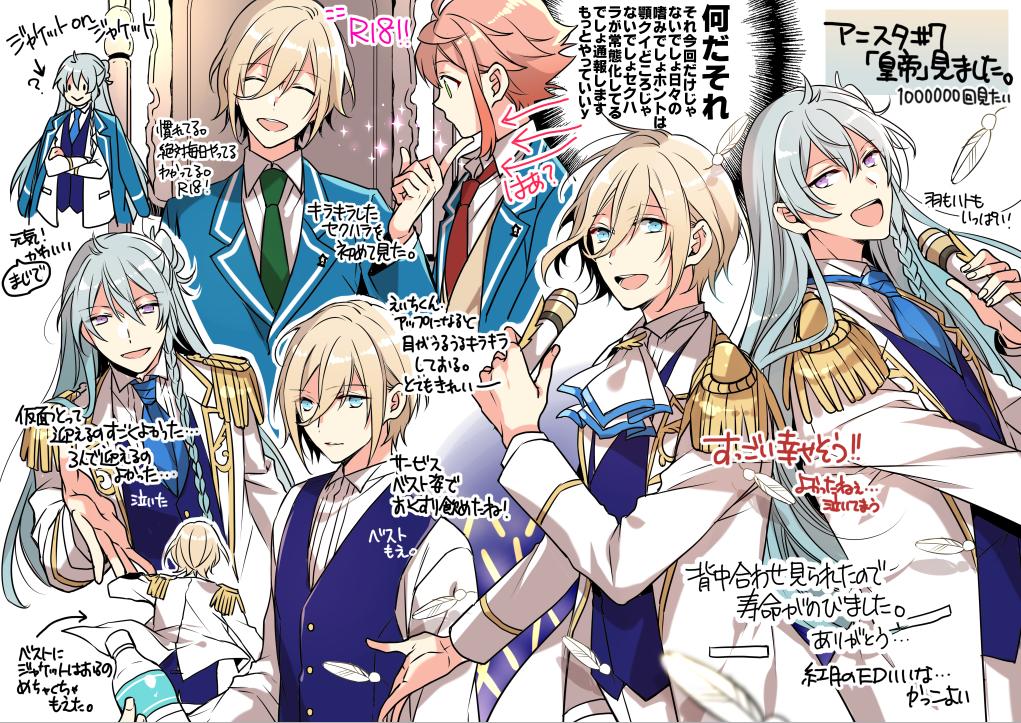 アニスタ#7
「皇帝」見ました。
1000000回見たい
何だそれ
それ今回だけじゃ
ないでしょ日々の
嗜みでしょホントは
顎クイどころじゃ
ないでしょセクハ
ラが常態化してる
でしょ通報します
もっとやっていいy
R18!!
はあ?
ジャケット on ジャケット
?
慣れてる。
絶対毎日やってる
わかってる。
R18!
キラキラした
セクハラを
初めて見た。
元気!
かわいい
まじで
羽もハトも
いっぱい!
えいちくん、
アップになると
目がうるうるキラキラ
しておる。
とてもきれい
仮面とって
迎えるのすごくよかった…
泣いた
サービス
ベスト姿で
おくすり飲めたね!
ベスト
もえ。
すっごい幸せそう!!
よかったねぇ…
泣いてまう
背中合わせ見られたので
寿命がのびました。
ありがとう…
紅月のEDいいな…
かっこよい
ベストに
ジャケットはおるの
めちゃくちゃ
もえた。